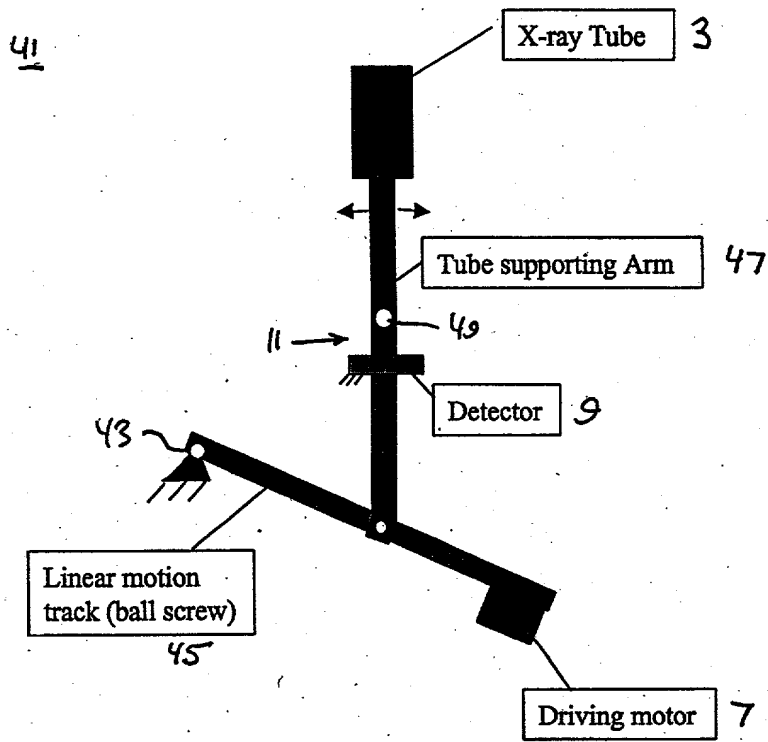 41
X-ray Tube 3
Tube supporting Arm 47
49
11
Detector 9
43
Linear motion
track (ball screw)
45
Driving motor 7